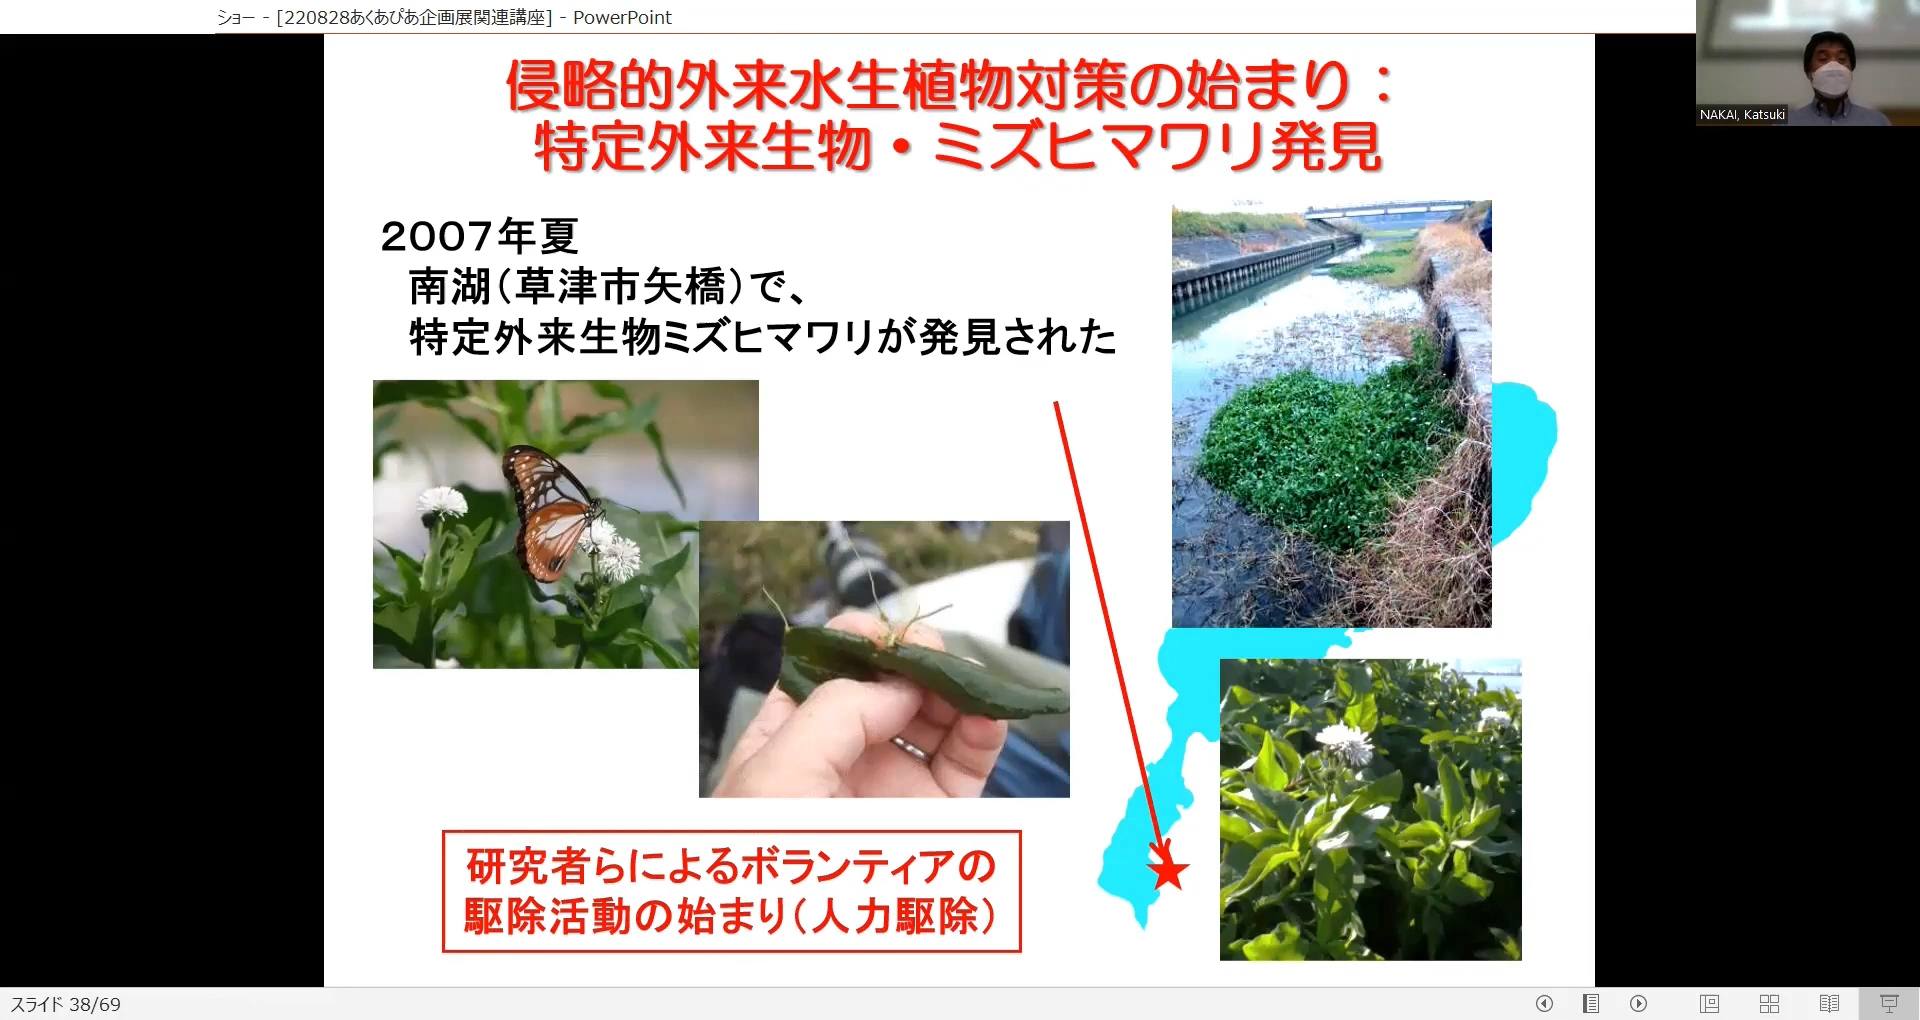 ショー - [220828あくあぴあ企画展関連講座] - PowerPoint
NAKAI, Katsuki
侵略的外来水生植物対策の始まり：
特定外来生物・ミズヒマワリ発見
２００７年夏
南湖（草津市矢橋）で、
特定外来生物ミズヒマワリが発見された
研究者らによるボランティアの
駆除活動の始まり（人力駆除）
スライド 38/69